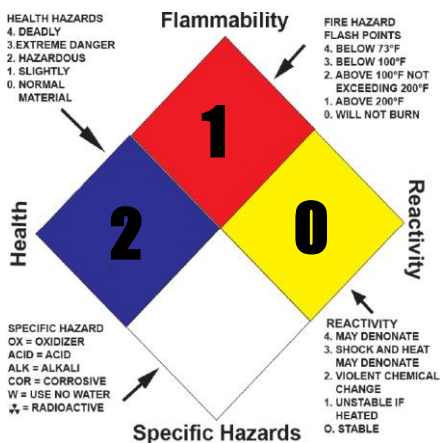 HEALTH HAZARDS
4. DEADLY
3.EXTREME DANGER
2. HAZARDOUS
1. SLIGHTLY
0. NORMAL
MATERIAL
Flammability
FIRE HAZARD
FLASH POINTS
4. BELOW 73°F
3. BELOW 100°F
2. ABOVE 100°F NOT
EXCEEDING 200°F
1. ABOVE 200°F
0. WILL NOT BURN
1
Health
2
0
Reactivity
SPECIFIC HAZARD
OX = OXIDIZER
ACID = ACID
ALK = ALKALI
COR = CORROSIVE
W = USE NO WATER
☢ = RADIOACTIVE
REACTIVITY
4. MAY DENONATE
3. SHOCK AND HEAT
MAY DENONATE
2. VIOLENT CHEMICAL
CHANGE
1. UNSTABLE IF
HEATED
O. STABLE
Specific Hazards